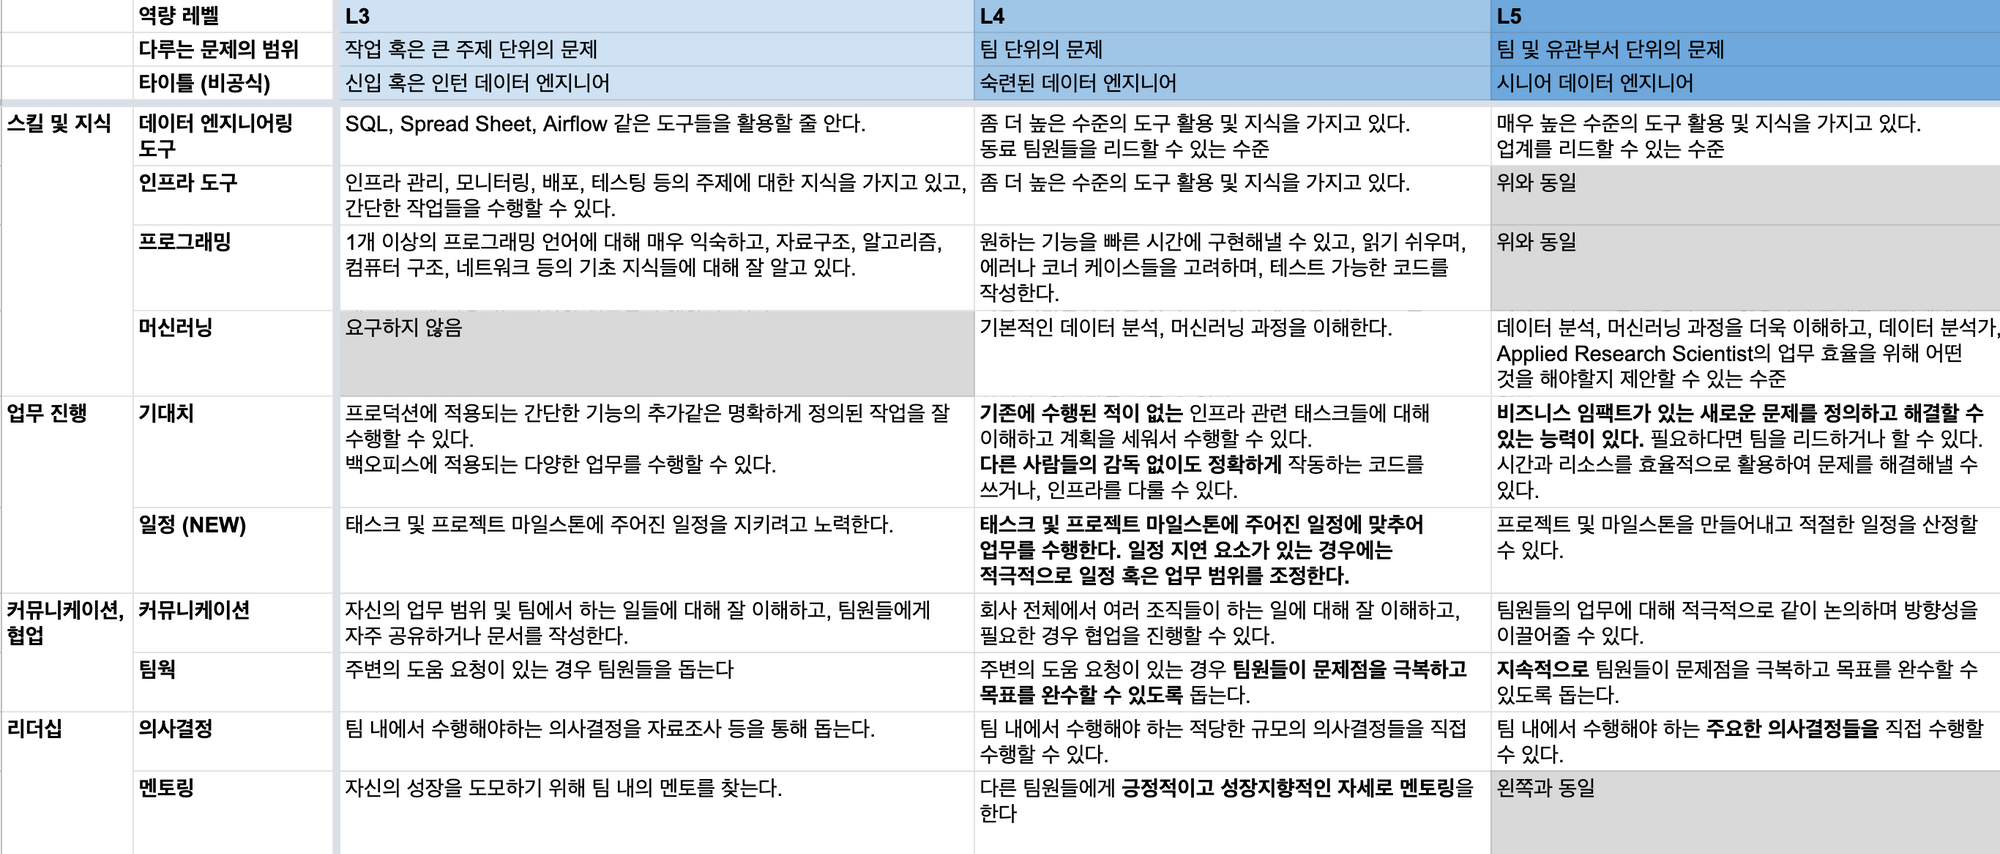 역량 레벨
L3
L4
L5
다루는 문제의 범위
작업 혹은 큰 주제 단위의 문제
팀 단위의 문제
팀 및 유관부서 단위의 문제
타이틀 (비공식)
신입 혹은 인턴 데이터 엔지니어
숙련된 데이터 엔지니어
시니어 데이터 엔지니어
스킬 및 지식
데이터 엔지니어링
도구
SQL, Spread Sheet, Airflow 같은 도구들을 활용할 줄 안다.
좀 더 높은 수준의 도구 활용 및 지식을 가지고 있다.
동료 팀원들을 리드할 수 있는 수준
매우 높은 수준의 도구 활용 및 지식을 가지고 있다.
업계를 리드할 수 있는 수준
인프라 도구
인프라 관리, 모니터링, 배포, 테스팅 등의 주제에 대한 지식을 가지고 있고,
간단한 작업들을 수행할 수 있다.
좀 더 높은 수준의 도구 활용 및 지식을 가지고 있다.
위와 동일
프로그래밍
1개 이상의 프로그래밍 언어에 대해 매우 익숙하고, 자료구조, 알고리즘,
컴퓨터 구조, 네트워크 등의 기초 지식들에 대해 잘 알고 있다.
원하는 기능을 빠른 시간에 구현해낼 수 있고, 읽기 쉬우며,
에러나 코너 케이스들을 고려하며, 테스트 가능한 코드를
작성한다.
위와 동일
머신러닝
요구하지 않음
기본적인 데이터 분석, 머신러닝 과정을 이해한다.
데이터 분석, 머신러닝 과정을 더욱 이해하고, 데이터 분석가,
Applied Research Scientist의 업무 효율을 위해 어떤
것을 해야할지 제안할 수 있는 수준
업무 진행
기대치
프로덕션에 적용되는 간단한 기능의 추가같은 명확하게 정의된 작업을 잘
수행할 수 있다.
백오피스에 적용되는 다양한 업무를 수행할 수 있다.
기존에 수행된 적이 없는 인프라 관련 태스크들에 대해
이해하고 계획을 세워서 수행할 수 있다.
다른 사람들의 감독 없이도 정확하게 작동하는 코드를
쓰거나, 인프라를 다룰 수 있다.
비즈니스 임팩트가 있는 새로운 문제를 정의하고 해결할 수
있는 능력이 있다. 필요하다면 팀을 리드하거나 할 수 있다.
시간과 리소스를 효율적으로 활용하여 문제를 해결해낼 수
있다.
일정 (NEW)
태스크 및 프로젝트 마일스톤에 주어진 일정을 지키려고 노력한다.
태스크 및 프로젝트 마일스톤에 주어진 일정에 맞추어
업무를 수행한다. 일정 지연 요소가 있는 경우에는
적극적으로 일정 혹은 업무 범위를 조정한다.
프로젝트 및 마일스톤을 만들어내고 적절한 일정을 산정할
수 있다.
커뮤니케이션,
협업
커뮤니케이션
자신의 업무 범위 및 팀에서 하는 일들에 대해 잘 이해하고, 팀원들에게
자주 공유하거나 문서를 작성한다.
회사 전체에서 여러 조직들이 하는 일에 대해 잘 이해하고,
필요한 경우 협업을 진행할 수 있다.
팀원들의 업무에 대해 적극적으로 같이 논의하며 방향성을
이끌어줄 수 있다.
팀웍
주변의 도움 요청이 있는 경우 팀원들을 돕는다
주변의 도움 요청이 있는 경우 팀원들이 문제점을 극복하고
목표를 완수할 수 있도록 돕는다.
지속적으로 팀원들이 문제점을 극복하고 목표를 완수할 수
있도록 돕는다.
리더십
의사결정
팀 내에서 수행해야하는 의사결정을 자료조사 등을 통해 돕는다.
팀 내에서 수행해야 하는 적당한 규모의 의사결정들을 직접
수행할 수 있다.
팀 내에서 수행해야 하는 주요한 의사결정들을 직접 수행할
수 있다.
멘토링
자신의 성장을 도모하기 위해 팀 내의 멘토를 찾는다.
다른 팀원들에게 긍정적이고 성장지향적인 자세로 멘토링을
한다
왼쪽과 동일